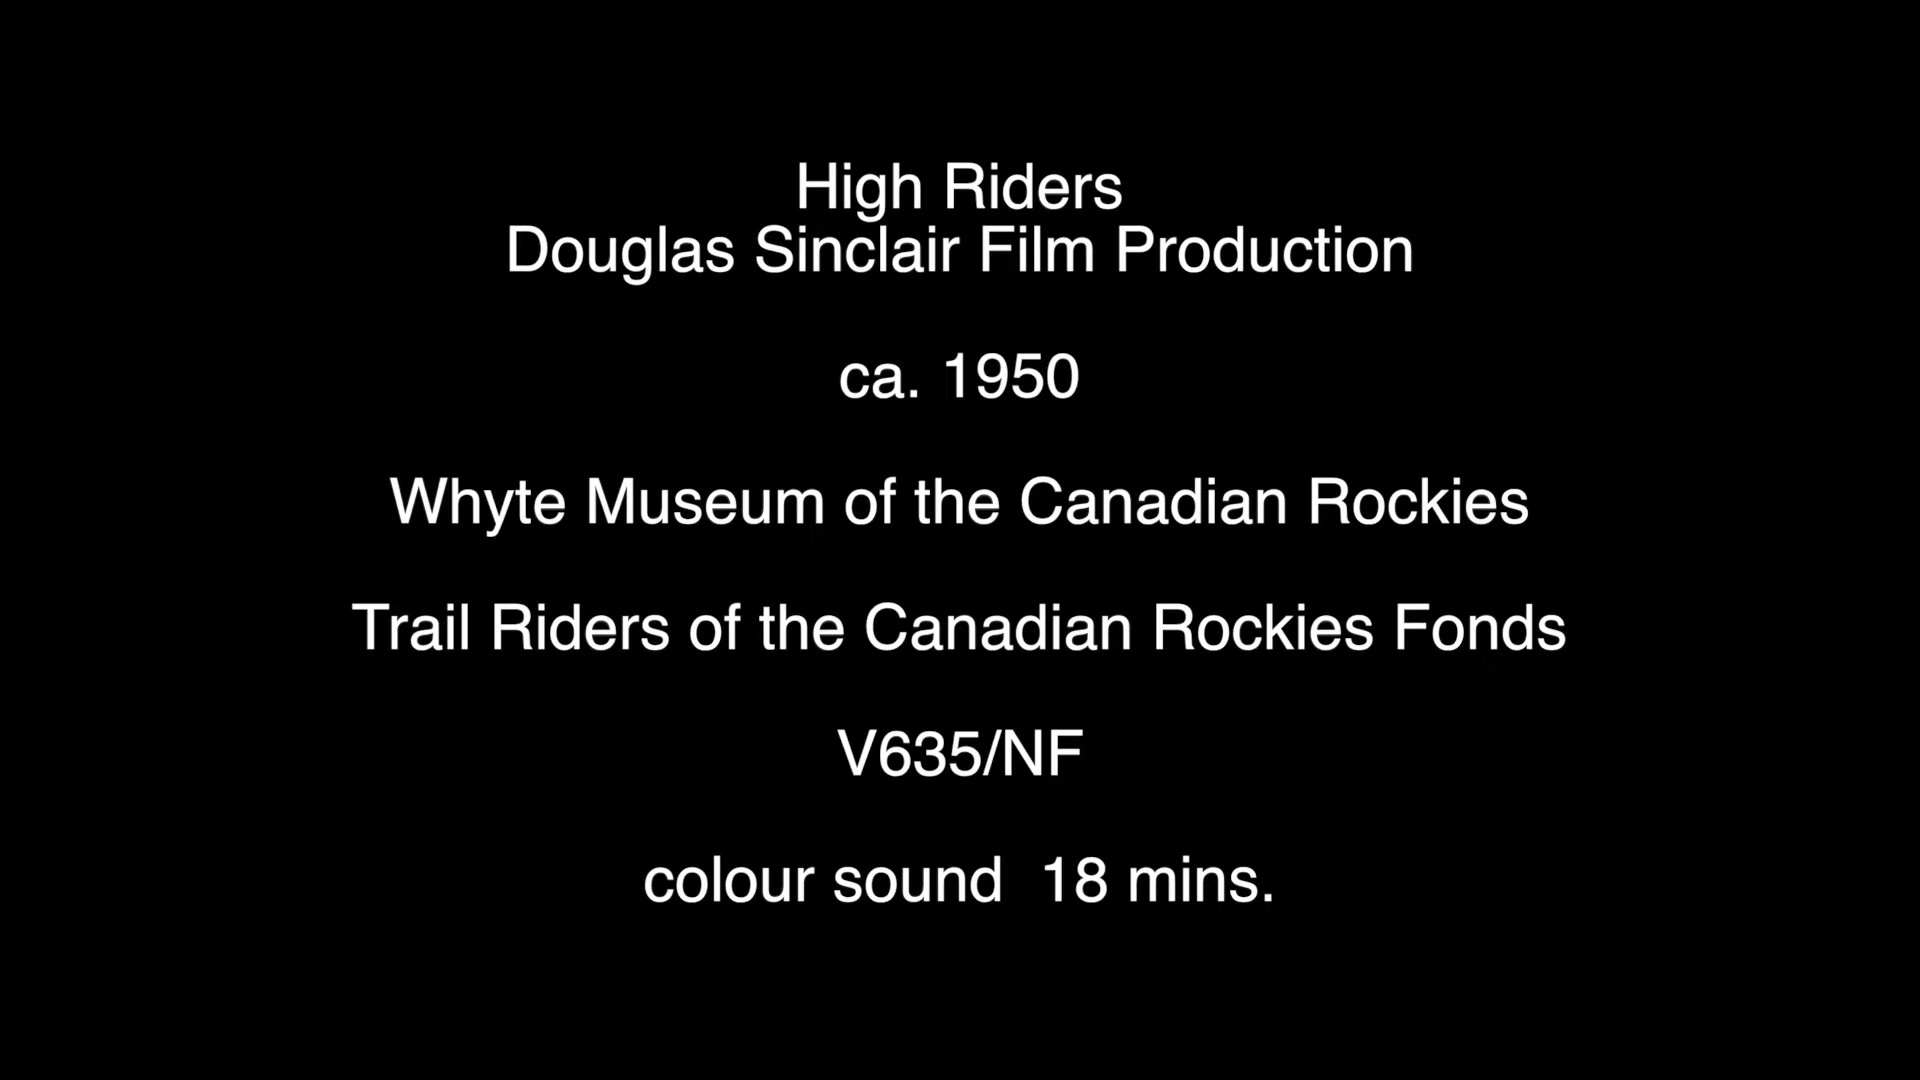 High Riders
Douglas Sinclair Film Production
ca. 1950
Whyte Museum of the Canadian Rockies
Trail Riders of the Canadian Rockies Fonds
V635/NF
colour sound  18 mins.